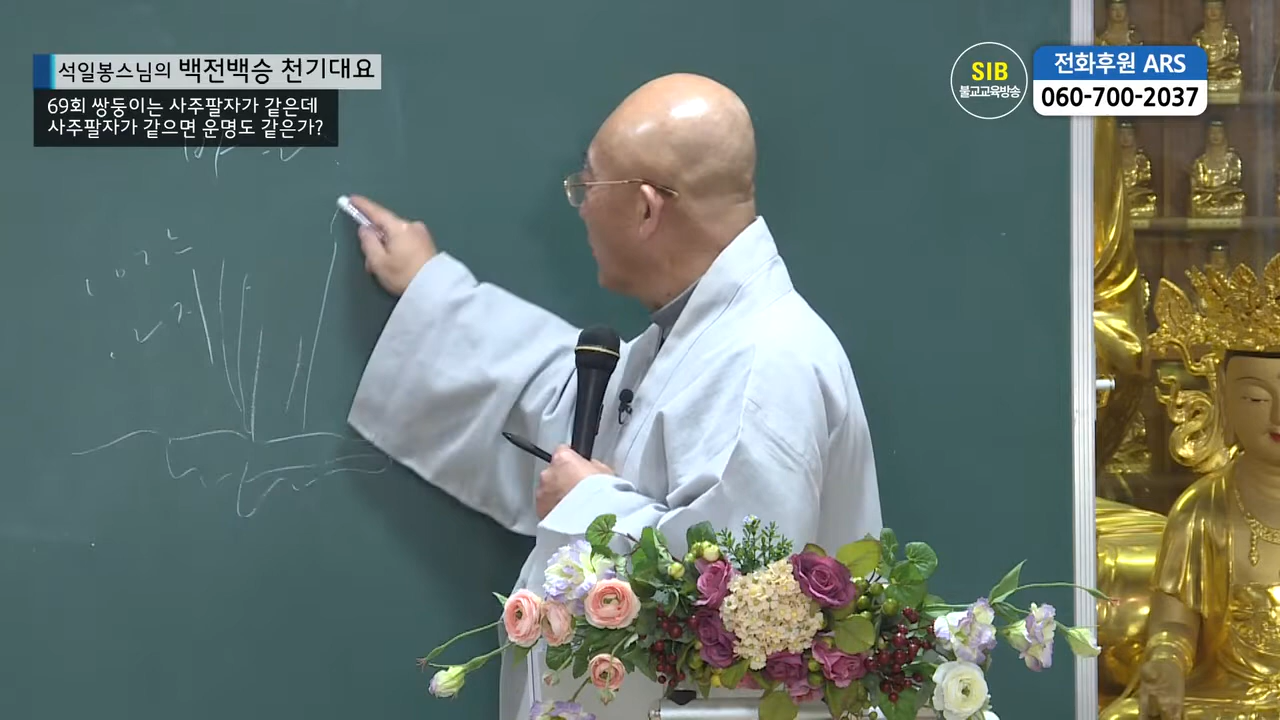 석일봉스님의 백전백승 천기대요
69회 쌍둥이는 사주팔자가 같은데
사주팔자가 같으면 운명도 같은가?
SIB
불교교육방송
전화후원 ARS
060-700-2037